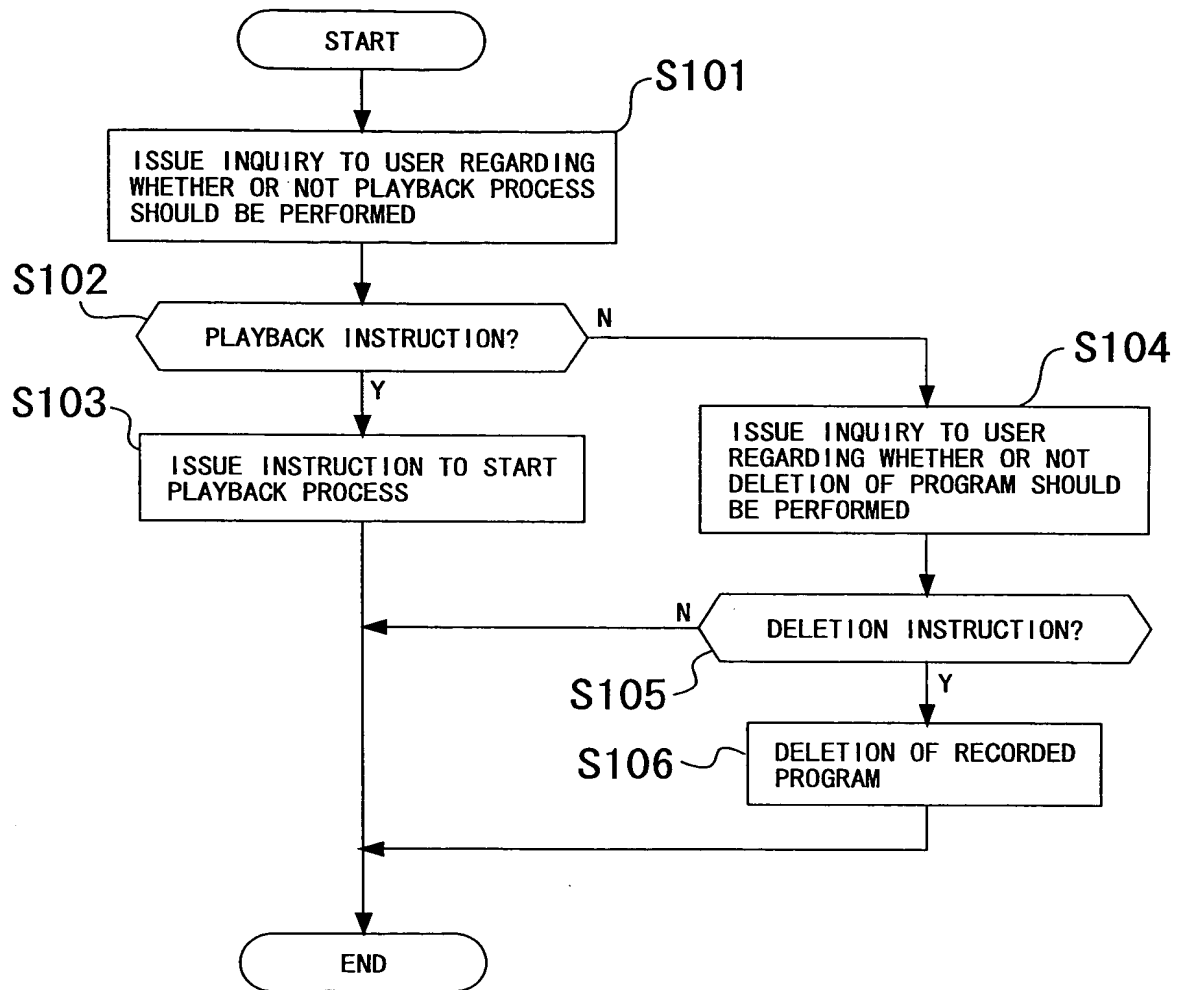 START
S101
ISSUE INQUIRY TO USER REGARDING
WHETHER OR NOT PLAYBACK PROCESS
SHOULD BE PERFORMED
S102
PLAYBACK INSTRUCTION?
N
Y
S104
S103
ISSUE INSTRUCTION TO START
PLAYBACK PROCESS
ISSUE INQUIRY TO USER
REGARDING WHETHER OR NOT
DELETION OF PROGRAM SHOULD
BE PERFORMED
N
DELETION INSTRUCTION?
S105
Y
S106
DELETION OF RECORDED
PROGRAM
END